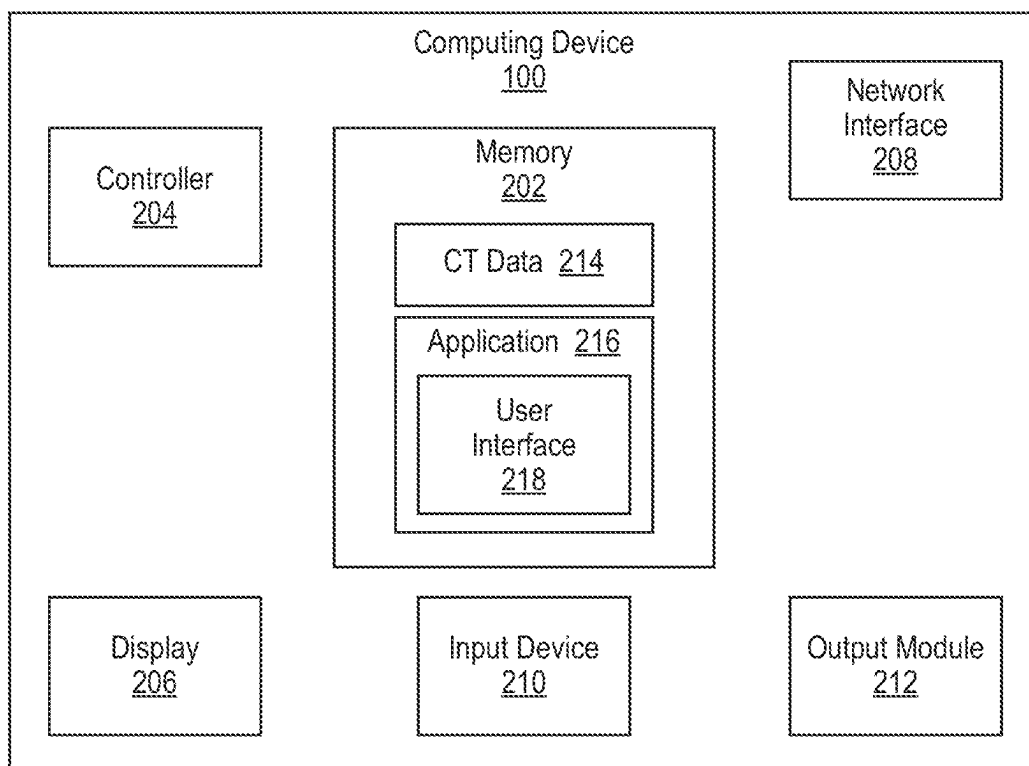 Computing Device
100
Network
Interface
208
Controller
204
Memory
202
CT Data 214
Application 216
User
Interface
218
Display
206
Input Device
210
Output Module
212